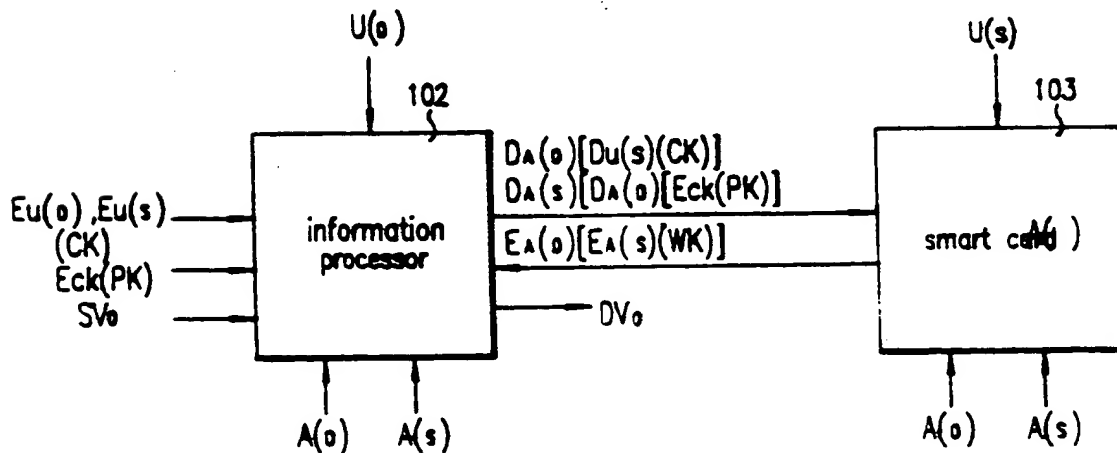 U(o)
U(s)
102
103
DA(o)[Du(s)(CK)]
DA(s)[DA(o)[Eck(PK)]
Eu(o) ,Eu(s)
(CK)
Eck(PK)
SVo
information
processor
EA(o)[EA(s)(WK)]
smart
DVo
A(o)
A(s)
A(o)
A(s)